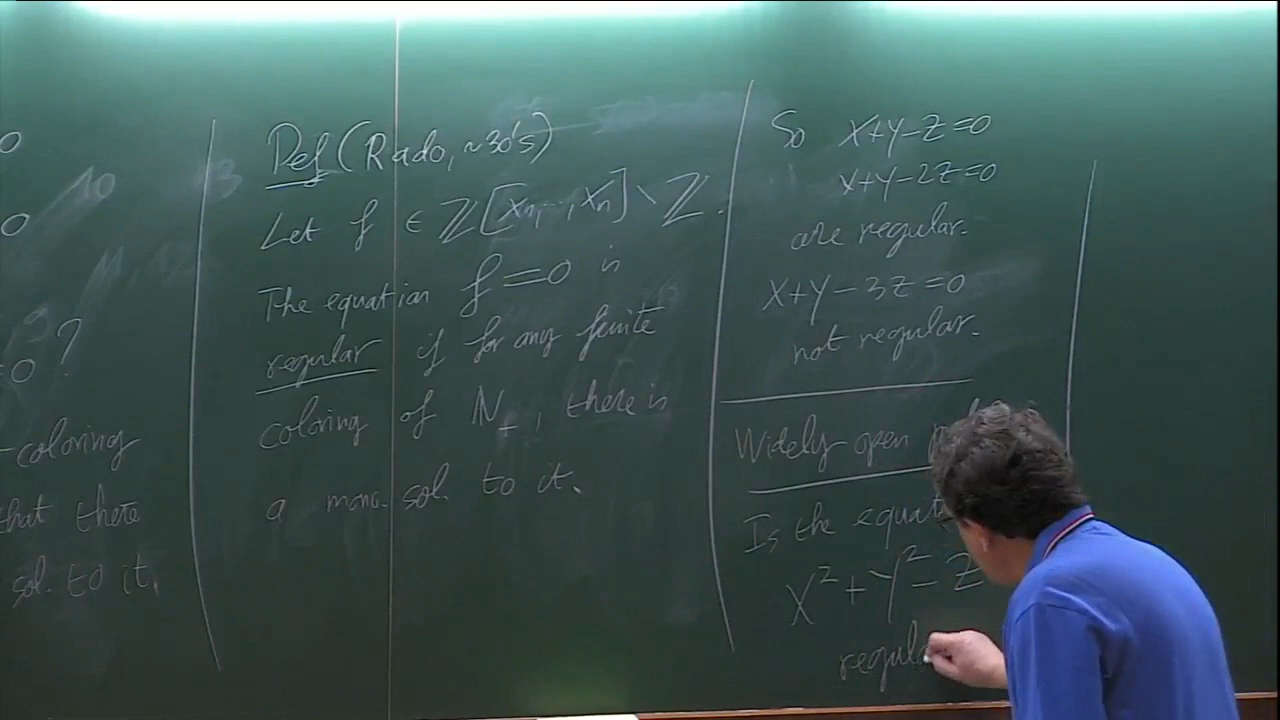 0
0
=0 ?
-coloring
that there
sol. to it.
Def (Rado, ~30's)
Let f ∈ ℤ[X₁,...,Xₙ] \ ℤ.
The equation f=0 is
regular if for any finite
coloring of ℕ₊, there is
a mono. sol. to it.
So X+Y-Z=0
X+Y-2Z=0
are regular.
X+Y-3Z=0
not regular.
Widely open
Is the equat
X²+Y²=Z
regula